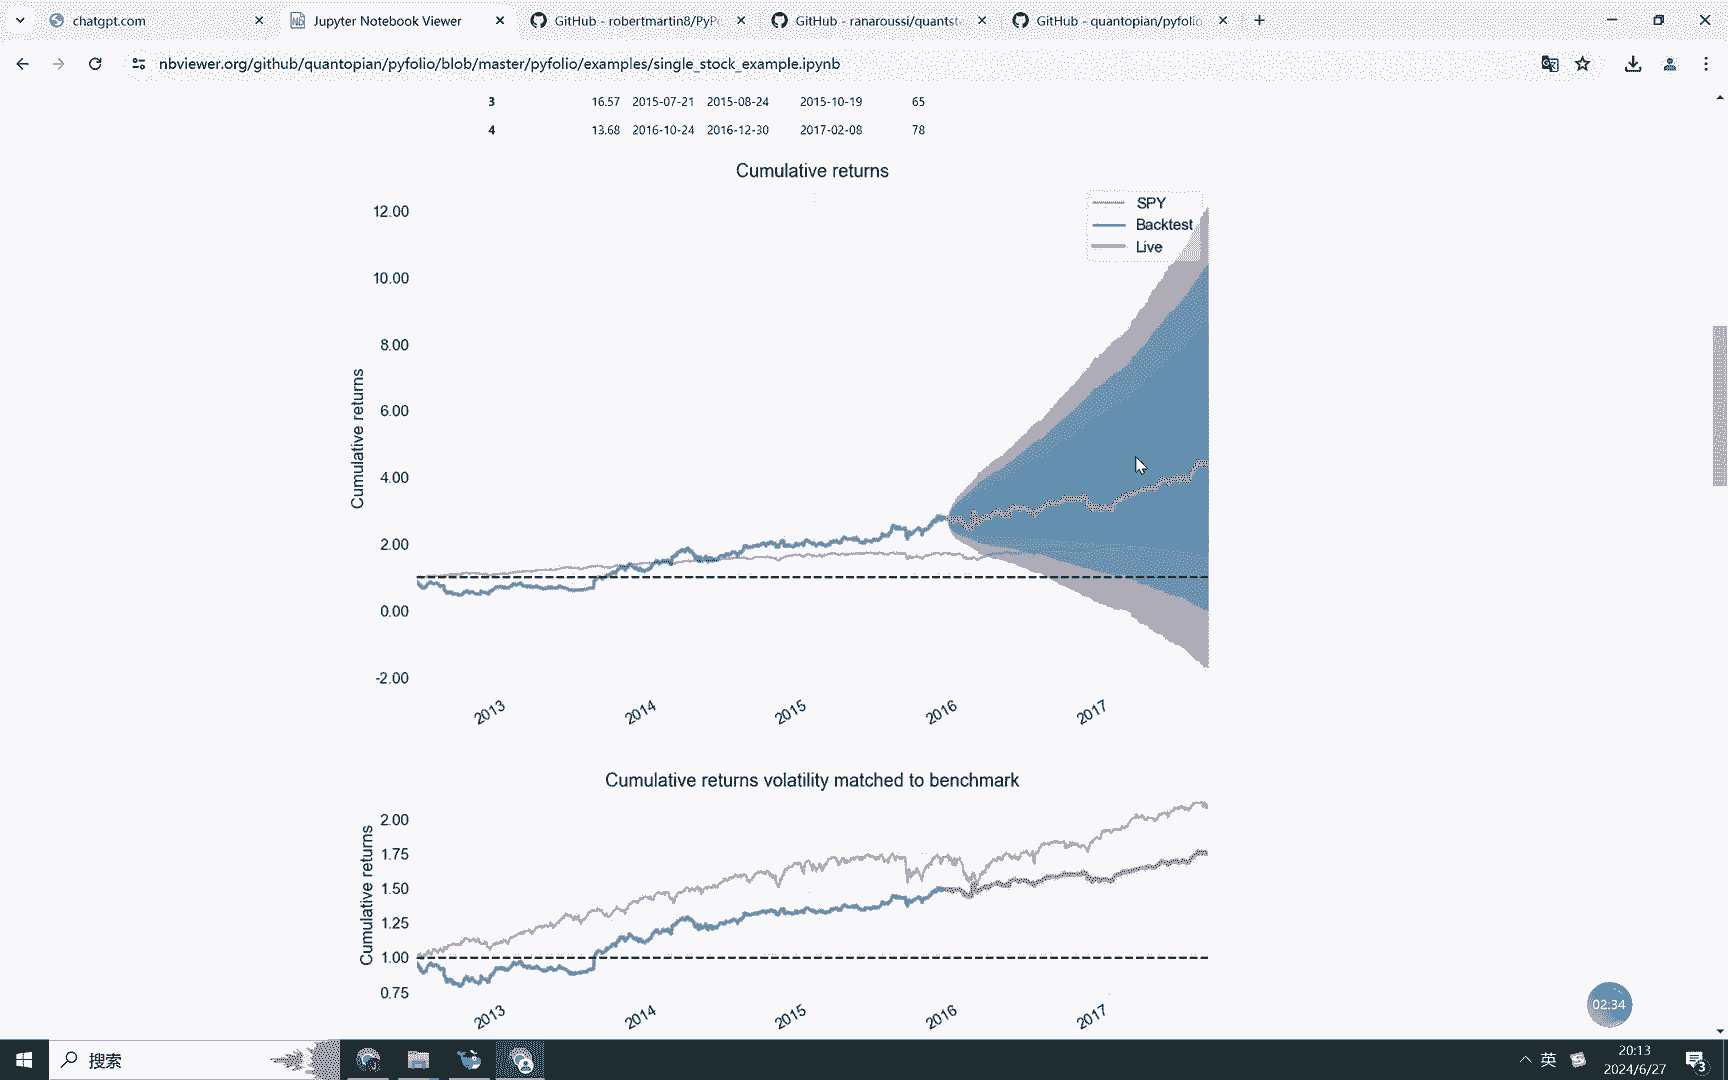 chatgpt.com
Jupyter Notebook Viewer
GitHub - robertmartin8/PyP
GitHub - ranaroussi/quantst
GitHub - quantopian/pyfolio
nbviewer.org/github/quantopian/pyfolio/blob/master/pyfolio/examples/single_stock_example.ipynb
3 16.57 2015-07-21 2015-08-24 2015-10-19 65
4 13.68 2016-10-24 2016-12-30 2017-02-08 78
Cumulative returns
SPY
Backtest
Live
Cumulative returns
12.00
10.00
8.00
6.00
4.00
2.00
0.00
-2.00
2013 2014 2015 2016 2017
Cumulative returns volatility matched to benchmark
Cumulative returns
2.00
1.75
1.50
1.25
1.00
0.75
2013 2014 2015 2016 2017
02:34
搜索
英
20:13
2024/6/27
3